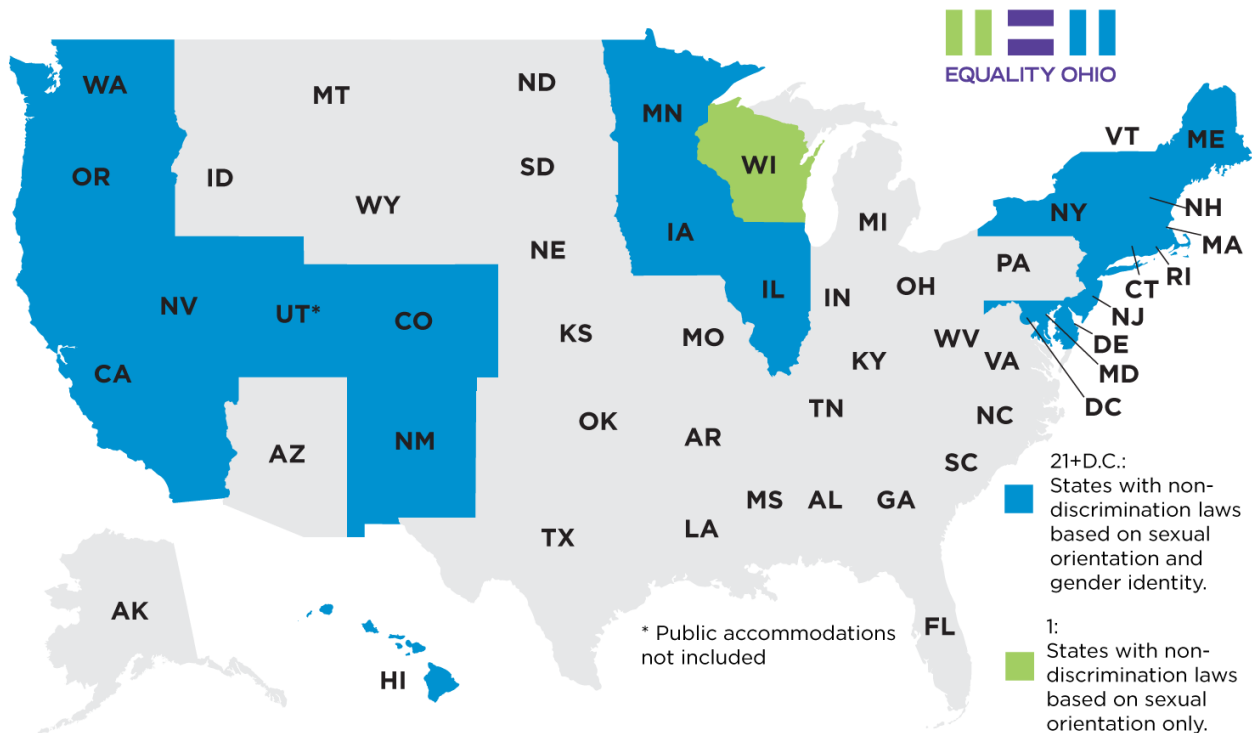 EQUALITY OHIO
WA
MT
ND
MN
VT
ME
OR
ID
SD
WI
WY
NY
NH
MI
IA
MA
NE
PA
RI
OH
CT
IL
IN
NV
UT*
CO
NJ
KS
MO
WV
DE
VA
KY
MD
CA
TN
DC
NC
OK
AR
NM
AZ
SC
21+D.C.:
States with non-
discrimination laws
based on sexual
orientation and
gender identity.
MS
AL
GA
TX
LA
AK
FL
* Public accommodations
not included
HI
1:
States with non-
discrimination laws
based on sexual
orientation only.